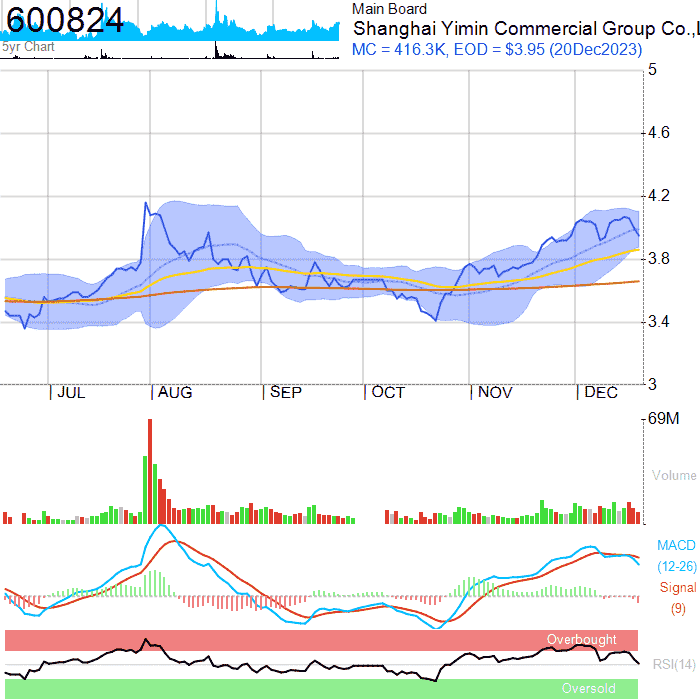 600824
Main Board
Shanghai Yimin Commercial Group Co.,L
5yr Chart
MC = 416.3K, EOD = $3.95 (20Dec2023)
5
4.6
4.2
3.8
3.4
3
JUL AUG SEP OCT NOV DEC
69M
Volume
MACD
(12-26)
Signal
(9)
Overbought
RSI(14)
Oversold